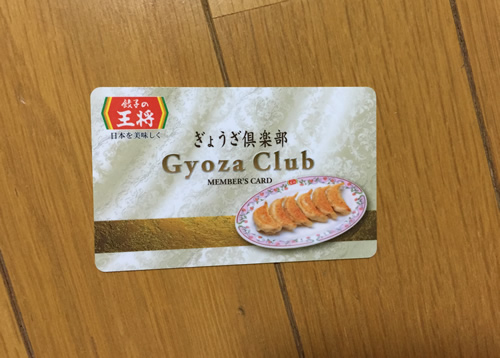 餃子の
王将
日本を美味しく
ぎょうざ倶楽部
Gyoza Club
MEMBER'S CARD